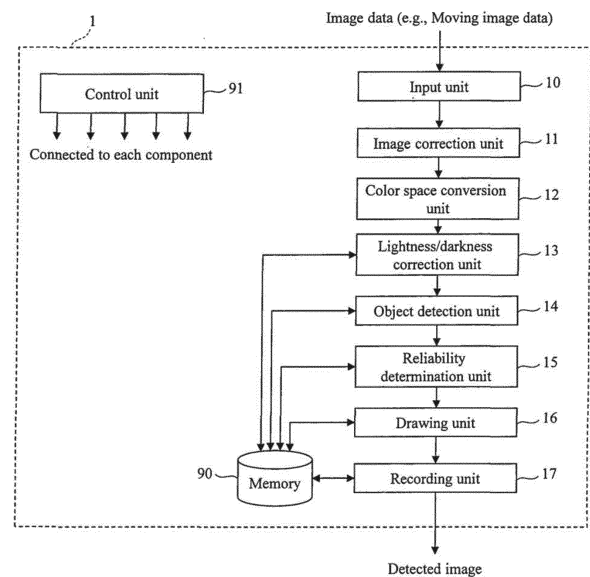 Image data (e.g., Moving image data)
1
Control unit
91
Connected to each component
Input unit
10
Image correction unit
11
Color space conversion
unit
12
Lightness/darkness
correction unit
13
Object detection unit
14
Reliability
determination unit
15
Drawing unit
16
90
Memory
Recording unit
17
Detected image